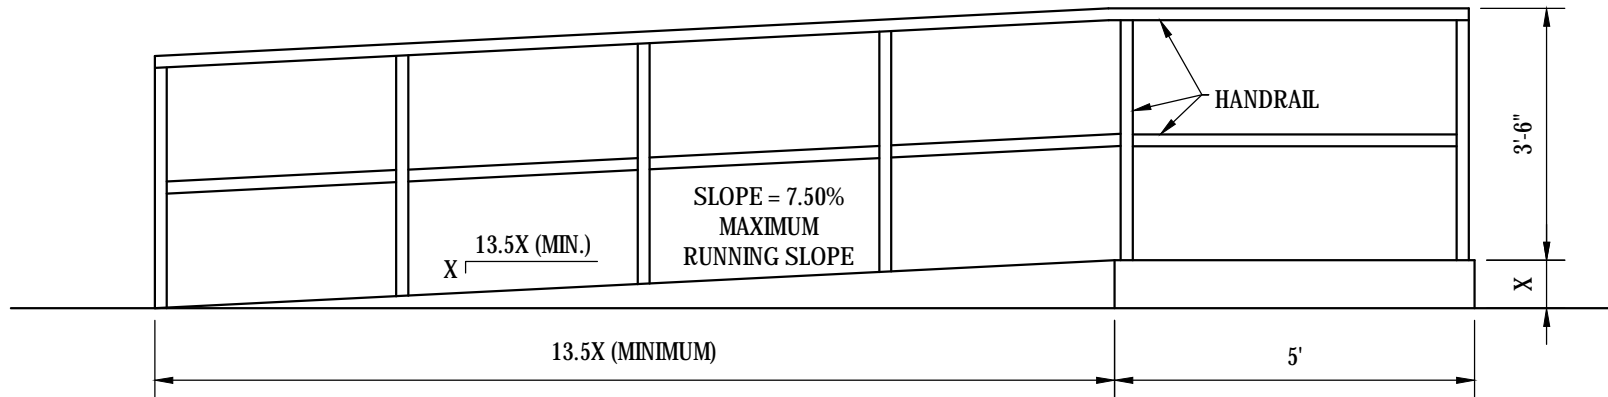 HANDRAIL
3'-6"
SLOPE = 7.50%
MAXIMUM
RUNNING SLOPE
13.5X (MIN.)
X
X
13.5X (MINIMUM)
5'